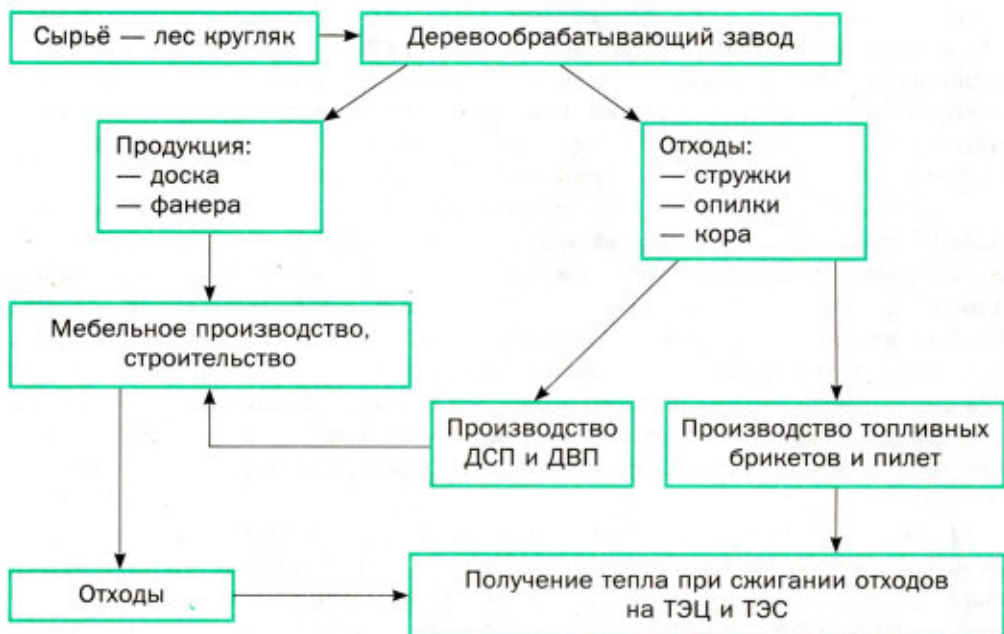 Сырьё — лес кругляк
Деревообрабатывающий завод
Продукция:
— доска
— фанера
Отходы:
— стружки
— опилки
— кора
Мебельное производство,
строительство
Производство
ДСП и ДВП
Производство топливных
брикетов и пилет
Отходы
Получение тепла при сжигании отходов
на ТЭЦ и ТЭС